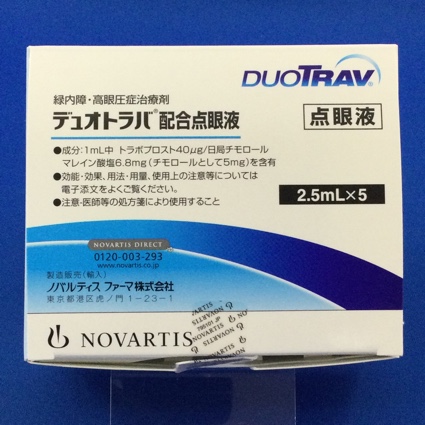 DUOTRAV®
緑内障・高眼圧症治療剤
デュオトラバ®配合点眼液
点眼液
●成分：1mL中 トラボプロスト40μg/日局チモロール
マレイン酸塩6.8mg（チモロールとして5mg）を含有
●効能・効果、用法・用量、使用上の注意等については
電子添文をよくご覧ください。
●注意-医師等の処方箋により使用すること
2.5mL×5
NOVARTIS DIRECT
0120-003-293
www.novartis.co.jp
製造販売（輸入）
ノバルティス ファーマ株式会社
東京都港区虎ノ門 1-23-1
NOVARTIS
NOVARTIS